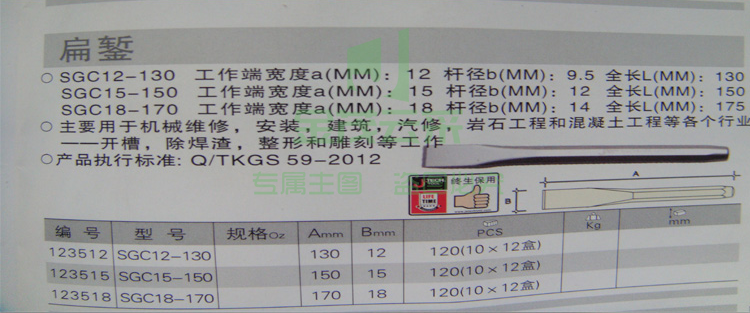 扁錾
○ SGC12-130 工作端宽度a(MM): 12 杆径b(MM): 9.5 全长L(MM): 130
SGC15-150 工作端宽度a(MM): 15 杆径b(MM): 12 全长L(MM): 150
SGC18-170 工作端宽度a(MM): 18 杆径b(MM): 14 全长L(MM): 175
○ 主要用于机械维修，安装，建筑，汽修，岩石工程和混凝土工程等各个行业
——开槽，除焊渣，整形和雕刻等工作
○ 产品执行标准: Q/TKGS 59-2012
专属主图 盗
终生保用
LIFE TIME
A
B
编号 型号 规格Oz Amm Bmm PCS Kg mm
123512 SGC12-130 130 12 120(10×12盒)
123515 SGC15-150 150 15 120(10×12盒)
123518 SGC18-170 170 18 120(10×12盒)